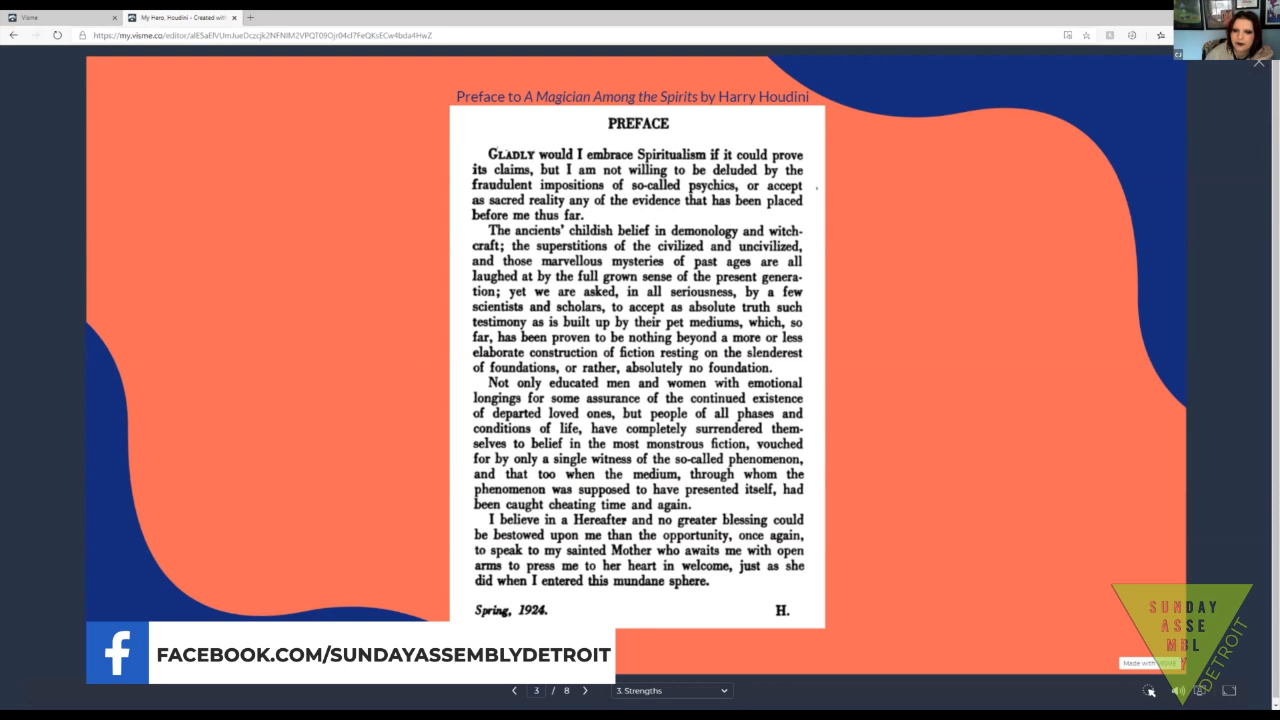 Visme
My Hero, Houdini - Created with
https://my.visme.co/editor/
CJ
Preface to A Magician Among the Spirits by Harry Houdini
PREFACE
GLADLY would I embrace Spiritualism if it could prove
its claims, but I am not willing to be deluded by the
fraudulent impositions of so-called psychics, or accept
as sacred reality any of the evidence that has been placed
before me thus far.
The ancients' childish belief in demonology and witch-
craft; the superstitions of the civilized and uncivilized,
and those marvellous mysteries of past ages are all
laughed at by the full grown sense of the present genera-
tion; yet we are asked, in all seriousness, by a few
scientists and scholars, to accept as absolute truth such
testimony as is built up by their pet mediums, which, so
far, has been proven to be nothing beyond a more or less
elaborate construction of fiction resting on the slenderest
of foundations, or rather, absolutely no foundation.
Not only educated men and women with emotional
longings for some assurance of the continued existence
of departed loved ones, but people of all phases and
conditions of life, have completely surrendered them-
selves to belief in the most monstrous fiction, vouched
for by only a single witness of the so-called phenomenon,
and that too when the medium, through whom the
phenomenon was supposed to have presented itself, had
been caught cheating time and again.
I believe in a Hereafter and no greater blessing could
be bestowed upon me than the opportunity, once again,
to speak to my sainted Mother who awaits me with open
arms to press me to her heart in welcome, just as she
did when I entered this mundane sphere.
Spring, 1924. H.
FACEBOOK.COM/SUNDAYASSEMBLYDETROIT
SUNDAY
ASSE
MBL
Y
DETROIT
Made with VISME
3 / 8
3. Strengths